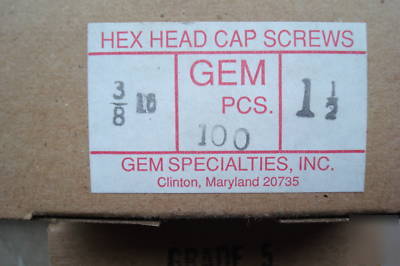 HEX HEAD CAP SCREWS
3/8 16
GEM
PCS.
100
1 1/2
GEM SPECIALTIES, INC.
Clinton, Maryland 20735
GRADE 5